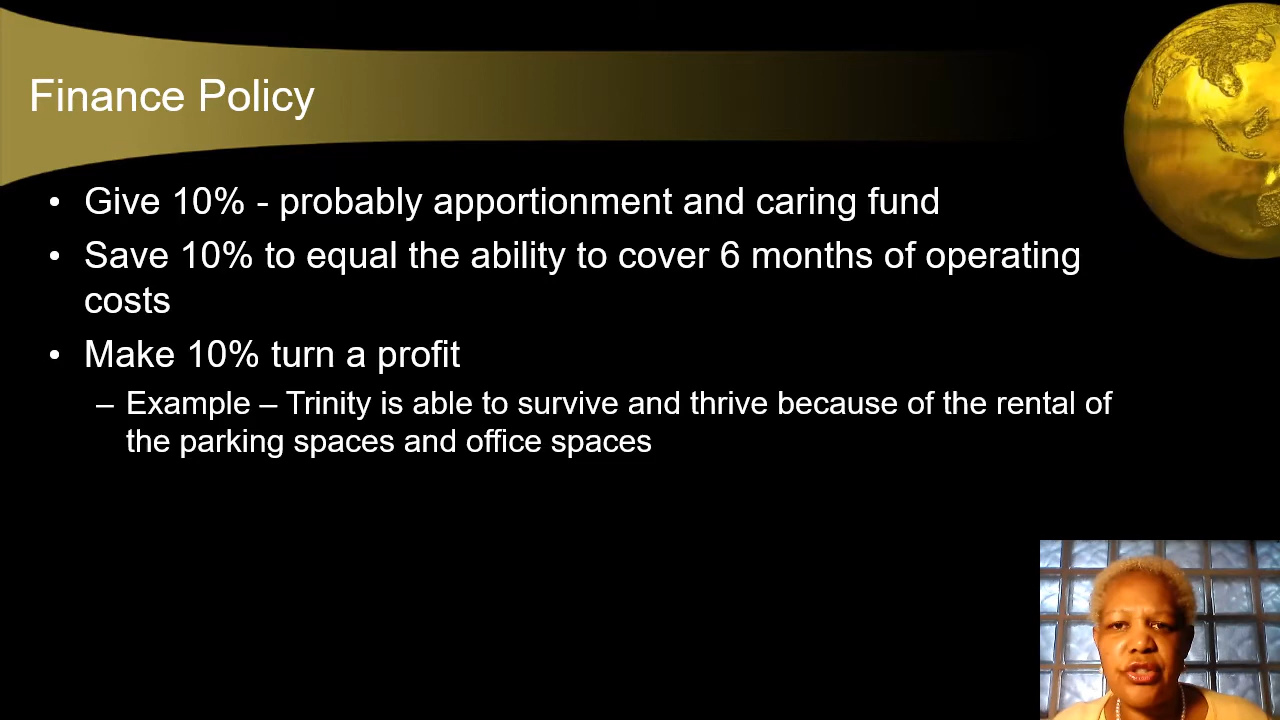 Finance Policy
• Give 10% - probably apportionment and caring fund
• Save 10% to equal the ability to cover 6 months of operating
costs
• Make 10% turn a profit
– Example – Trinity is able to survive and thrive because of the rental of
the parking spaces and office spaces